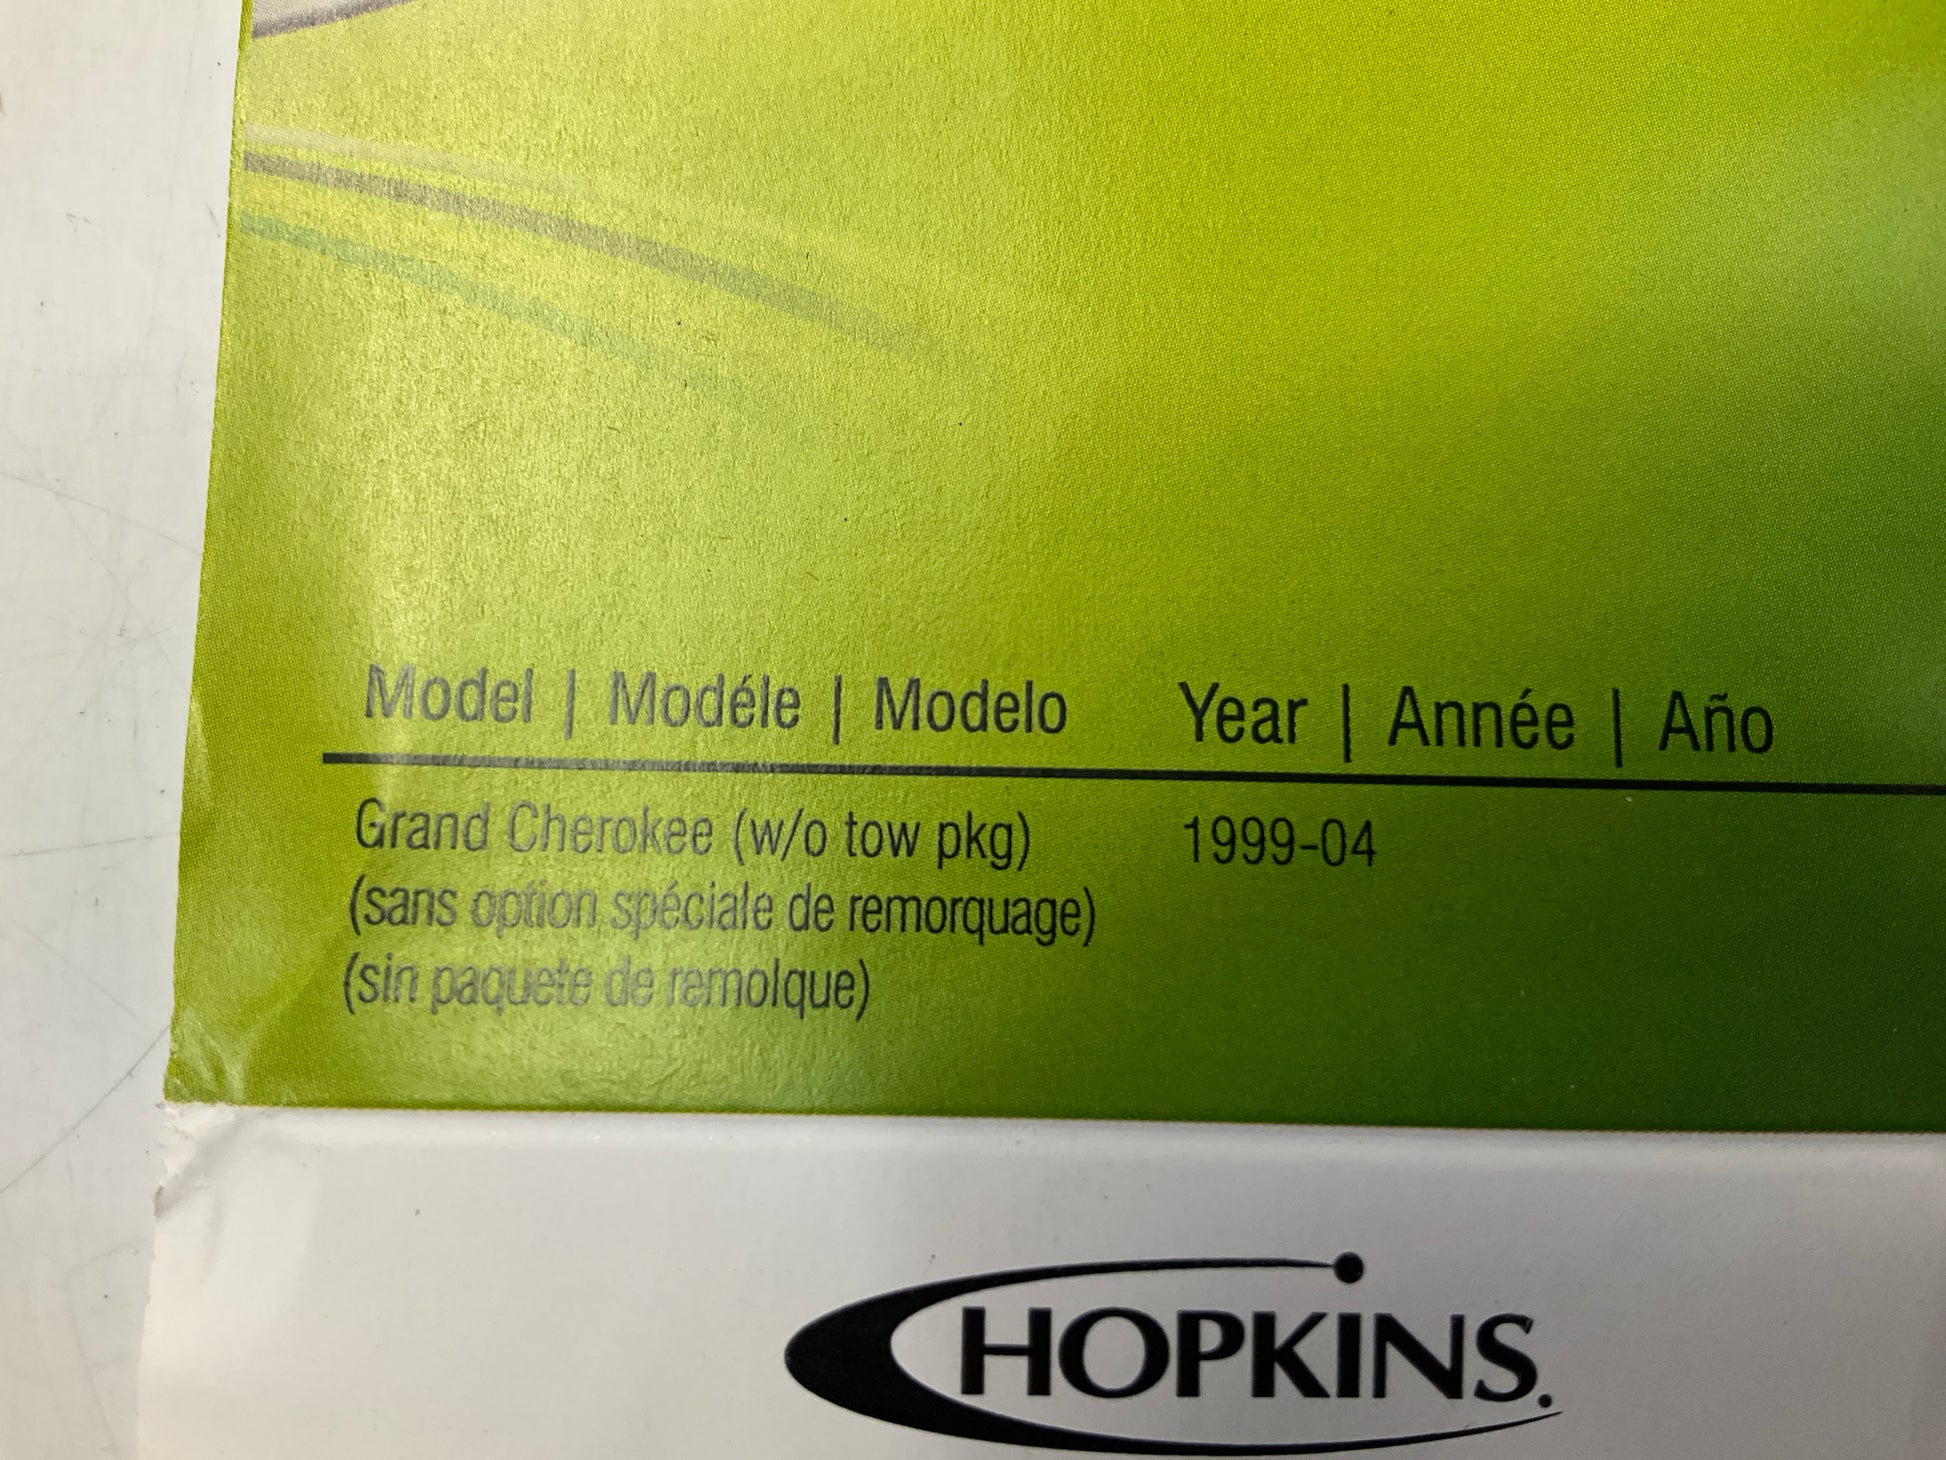 Model | Modéle | Modelo Year | Année | Año
Grand Cherokee (w/o tow pkg) 1999-04
(sans option spéciale de remorquage)
(sin paquete de remolque)
HOPKINS.